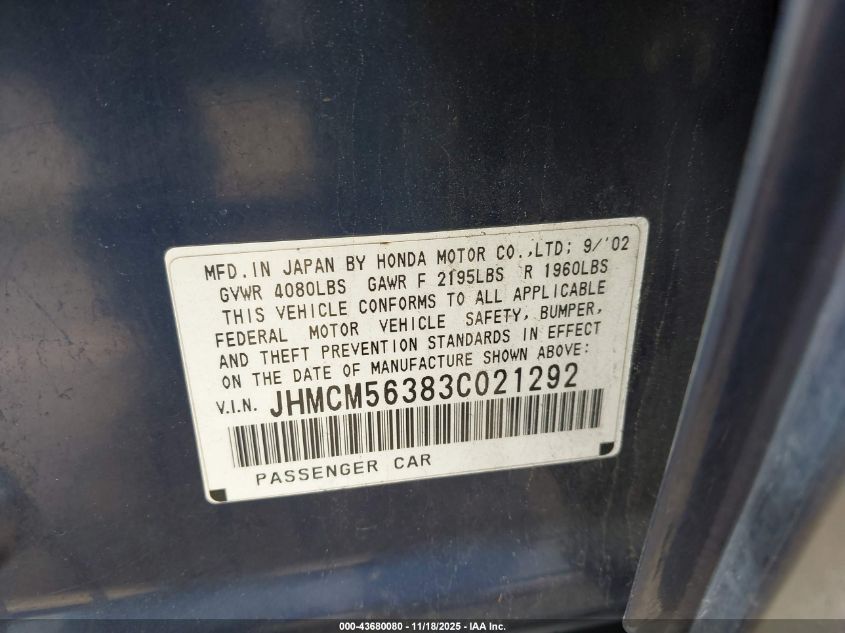 MFD. IN JAPAN BY HONDA MOTOR CO.,LTD; 9/'02
GVWR 4080LBS GAWR F 2195LBS R 1960LBS
THIS VEHICLE CONFORMS TO ALL APPLICABLE
FEDERAL MOTOR VEHICLE SAFETY, BUMPER,
AND THEFT PREVENTION STANDARDS IN EFFECT
ON THE DATE OF MANUFACTURE SHOWN ABOVE:
V.I.N. JHMCM56383C021292
PASSENGER CAR
000-43680080 - 11/18/2025 - IAA Inc.